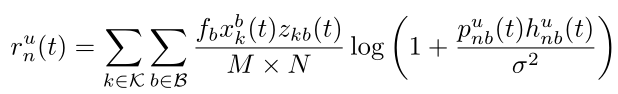 r_n^u(t) = \sum_{k \in \mathcal{K}} \sum_{b \in \mathcal{B}} \frac{f_b x_k^b(t) z_{kb}(t)}{M \times N} \log \left( 1 + \frac{p_{nb}^u(t) h_{nb}^u(t)}{\sigma^2} \right)